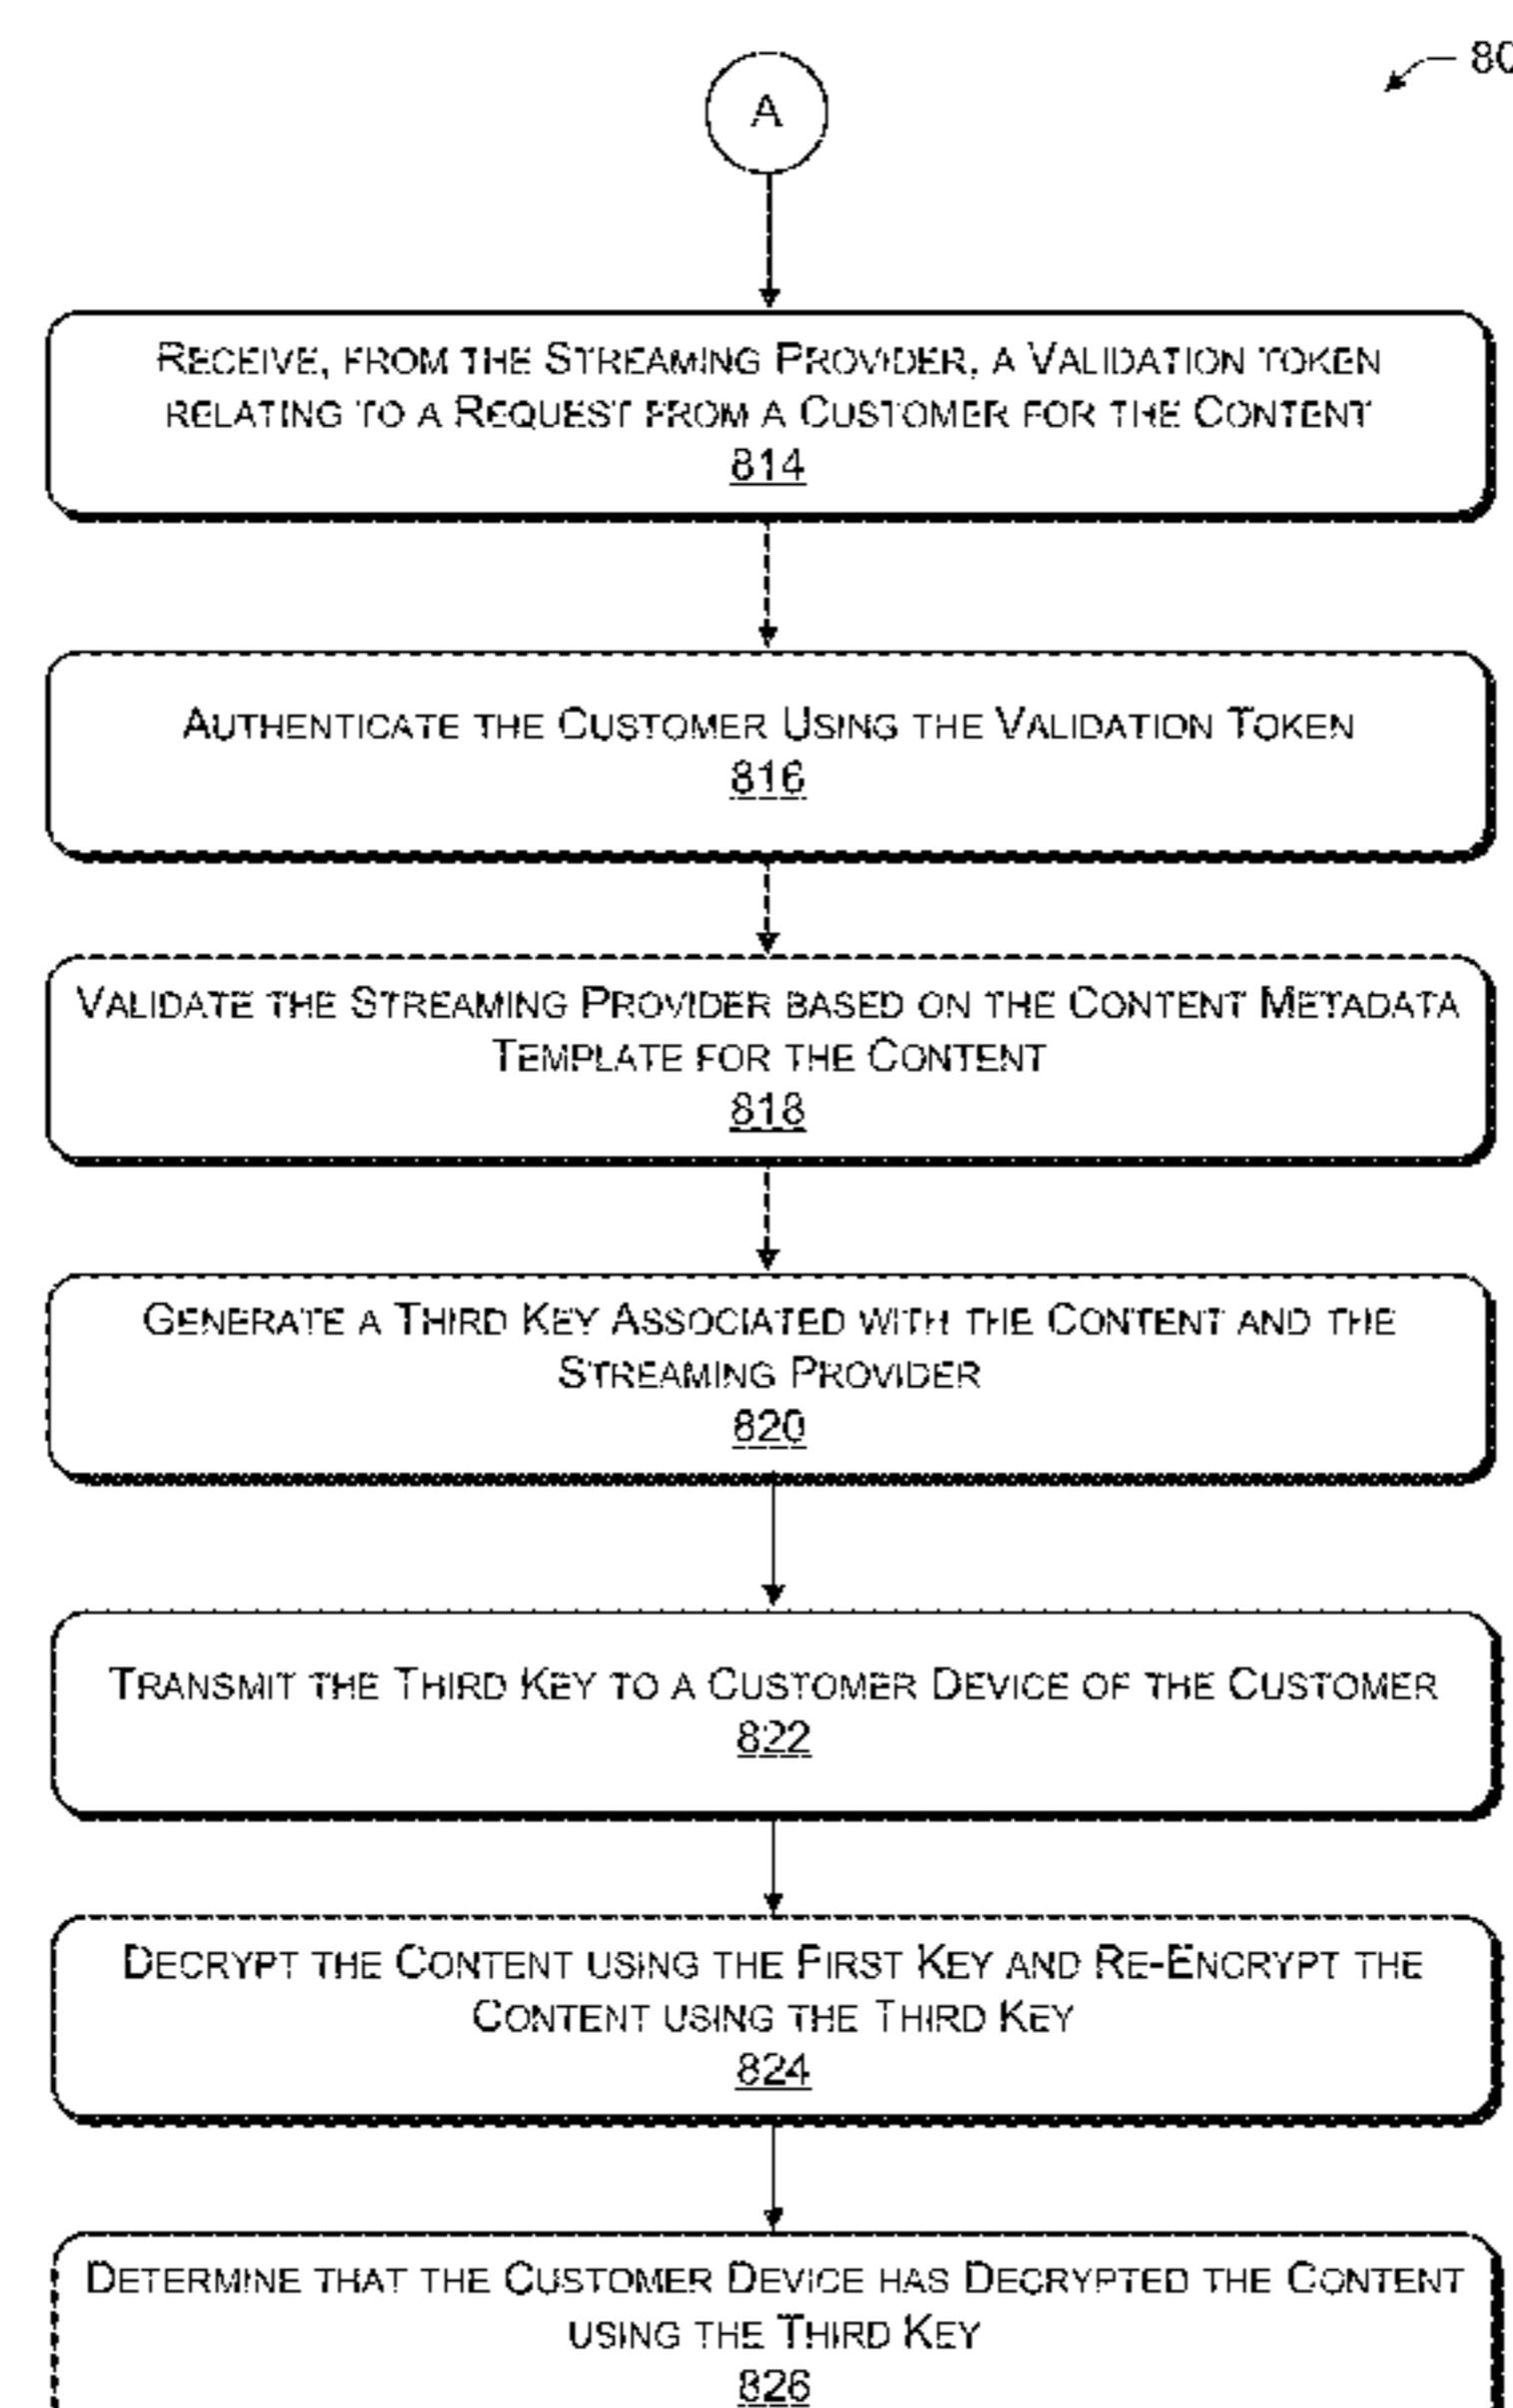 80
A
RECEIVE, FROM THE STREAMING PROVIDER, A VALIDATION TOKEN
RELATING TO A REQUEST FROM A CUSTOMER FOR THE CONTENT
814
AUTHENTICATE THE CUSTOMER USING THE VALIDATION TOKEN
816
VALIDATE THE STREAMING PROVIDER BASED ON THE CONTENT METADATA
TEMPLATE FOR THE CONTENT
818
GENERATE A THIRD KEY ASSOCIATED WITH THE CONTENT AND THE
STREAMING PROVIDER
820
TRANSMIT THE THIRD KEY TO A CUSTOMER DEVICE OF THE CUSTOMER
822
DECRYPT THE CONTENT USING THE FIRST KEY AND RE-ENCRYPT THE
CONTENT USING THE THIRD KEY
824
DETERMINE THAT THE CUSTOMER DEVICE HAS DECRYPTED THE CONTENT
USING THE THIRD KEY
826